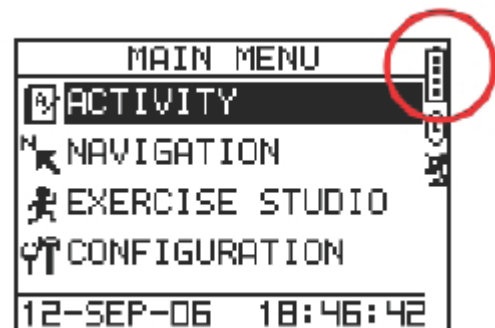 MAIN MENU
ACTIVITY
NAVIGATION
EXERCISE STUDIO
CONFIGURATION
12-SEP-06 18:46:42